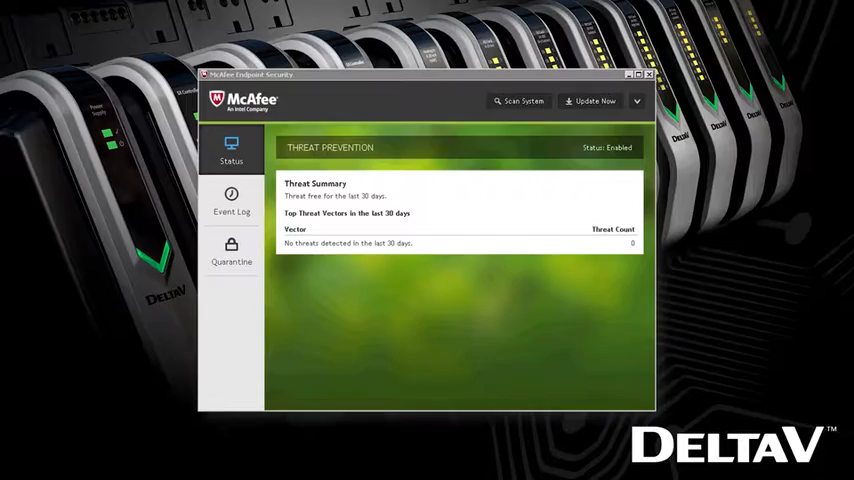 McAfee Endpoint Security
McAfee
An Intel Company
Scan System
Update Now
Status
THREAT PREVENTION
Status: Enabled
Threat Summary
Threat free for the last 30 days.
Event Log
Top Threat Vectors in the last 30 days
Vector
Threat Count
No threats detected in the last 30 days.
0
Quarantine
Power
Supply
DELTAV
DELTAV
DELTAV
DELTAV™